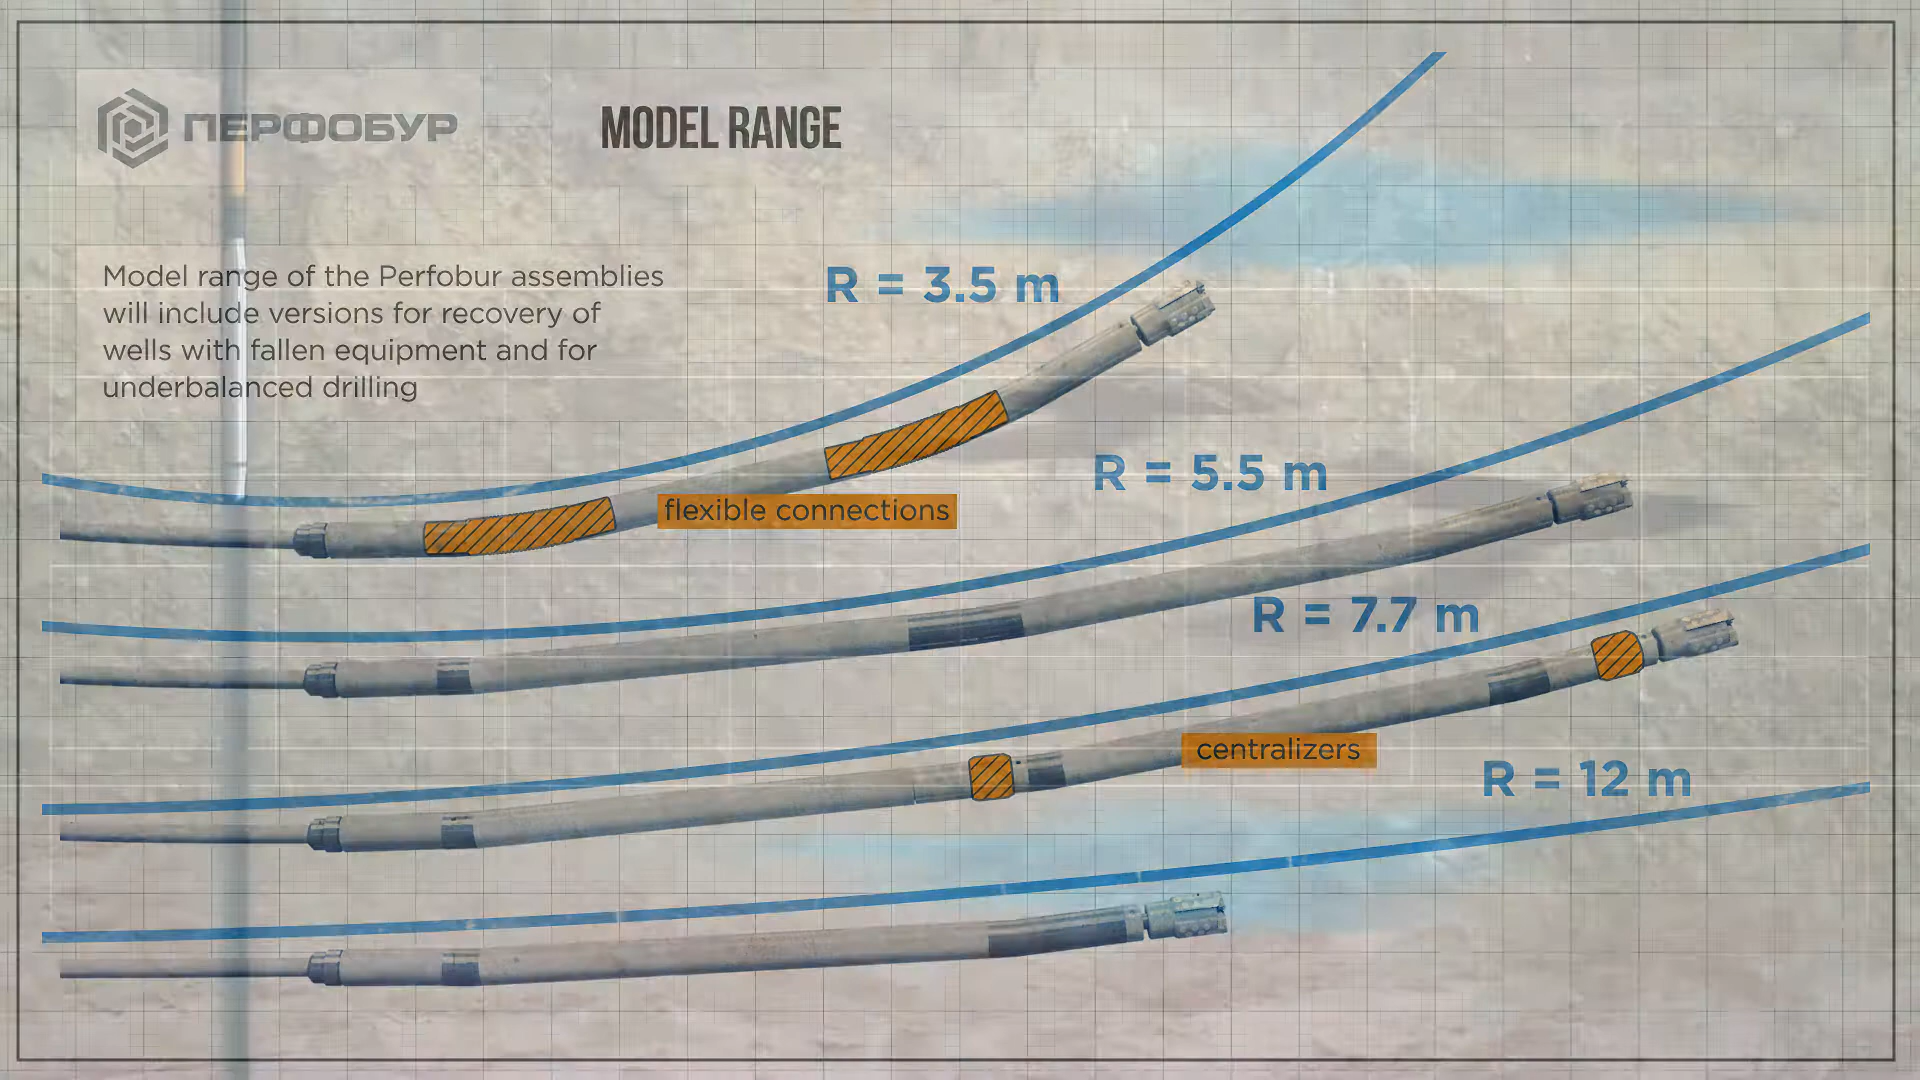 ПЕРФОБУР
MODEL RANGE
Model range of the Perfobur assemblies
will include versions for recovery of
wells with fallen equipment and for
underbalanced drilling
R = 3.5 m
flexible connections
R = 5.5 m
R = 7.7 m
centralizers
R = 12 m